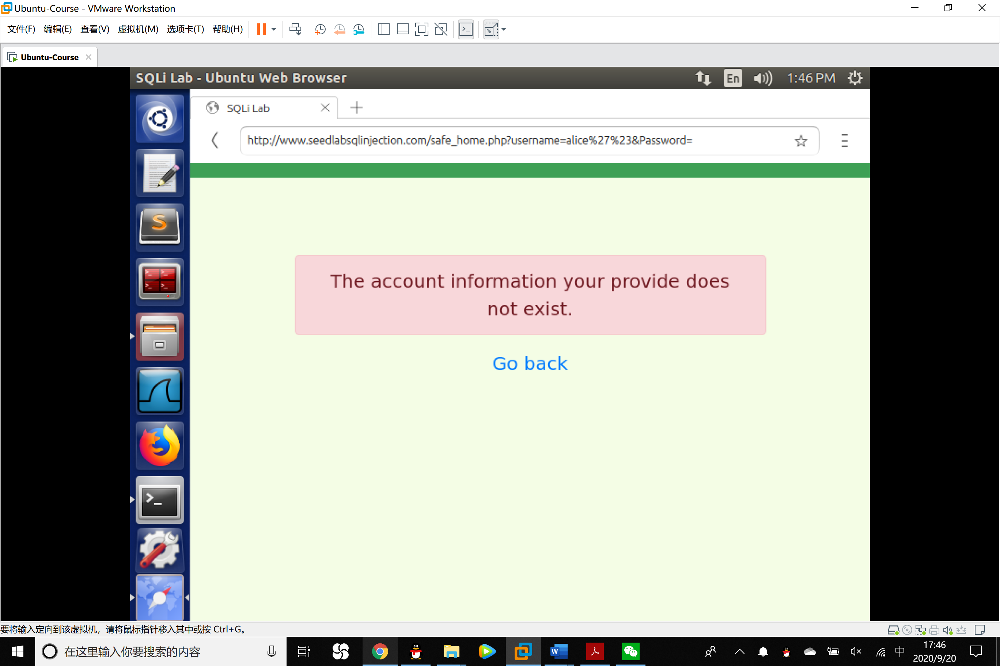 Ubuntu-Course - VMware Workstation
文件(F) 编辑(E) 查看(V) 虚拟机(M) 选项卡(T) 帮助(H)
Ubuntu-Course
SQLi Lab - Ubuntu Web Browser
En
1:46 PM
SQLi Lab
http://www.seedlabsqlinjection.com/safe_home.php?username=alice%27%23&Password=
The account information your provide does
not exist.
Go back
要将输入定向到该虚拟机，请将鼠标指针移入其中或按 Ctrl+G。
在这里输入你要搜索的内容
中
17:46
2020/9/20